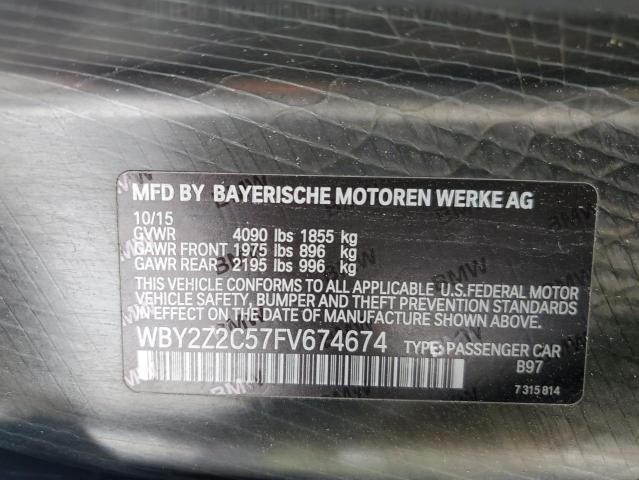 MFD BY BAYERISCHE MOTOREN WERKE AG
10/15
GVWR 4090 lbs 1855 kg
GAWR FRONT 1975 lbs 896 kg
GAWR REAR 2195 lbs 996 kg
THIS VEHICLE CONFORMS TO ALL APPLICABLE U.S.FEDERAL MOTOR
VEHICLE SAFETY, BUMPER AND THEFT PREVENTION STANDARDS
IN EFFECT ON THE DATE OF MANUFACTURE SHOWN ABOVE.
WBY2Z2C57FV674674 TYPE: PASSENGER CAR
B97
7 315 814